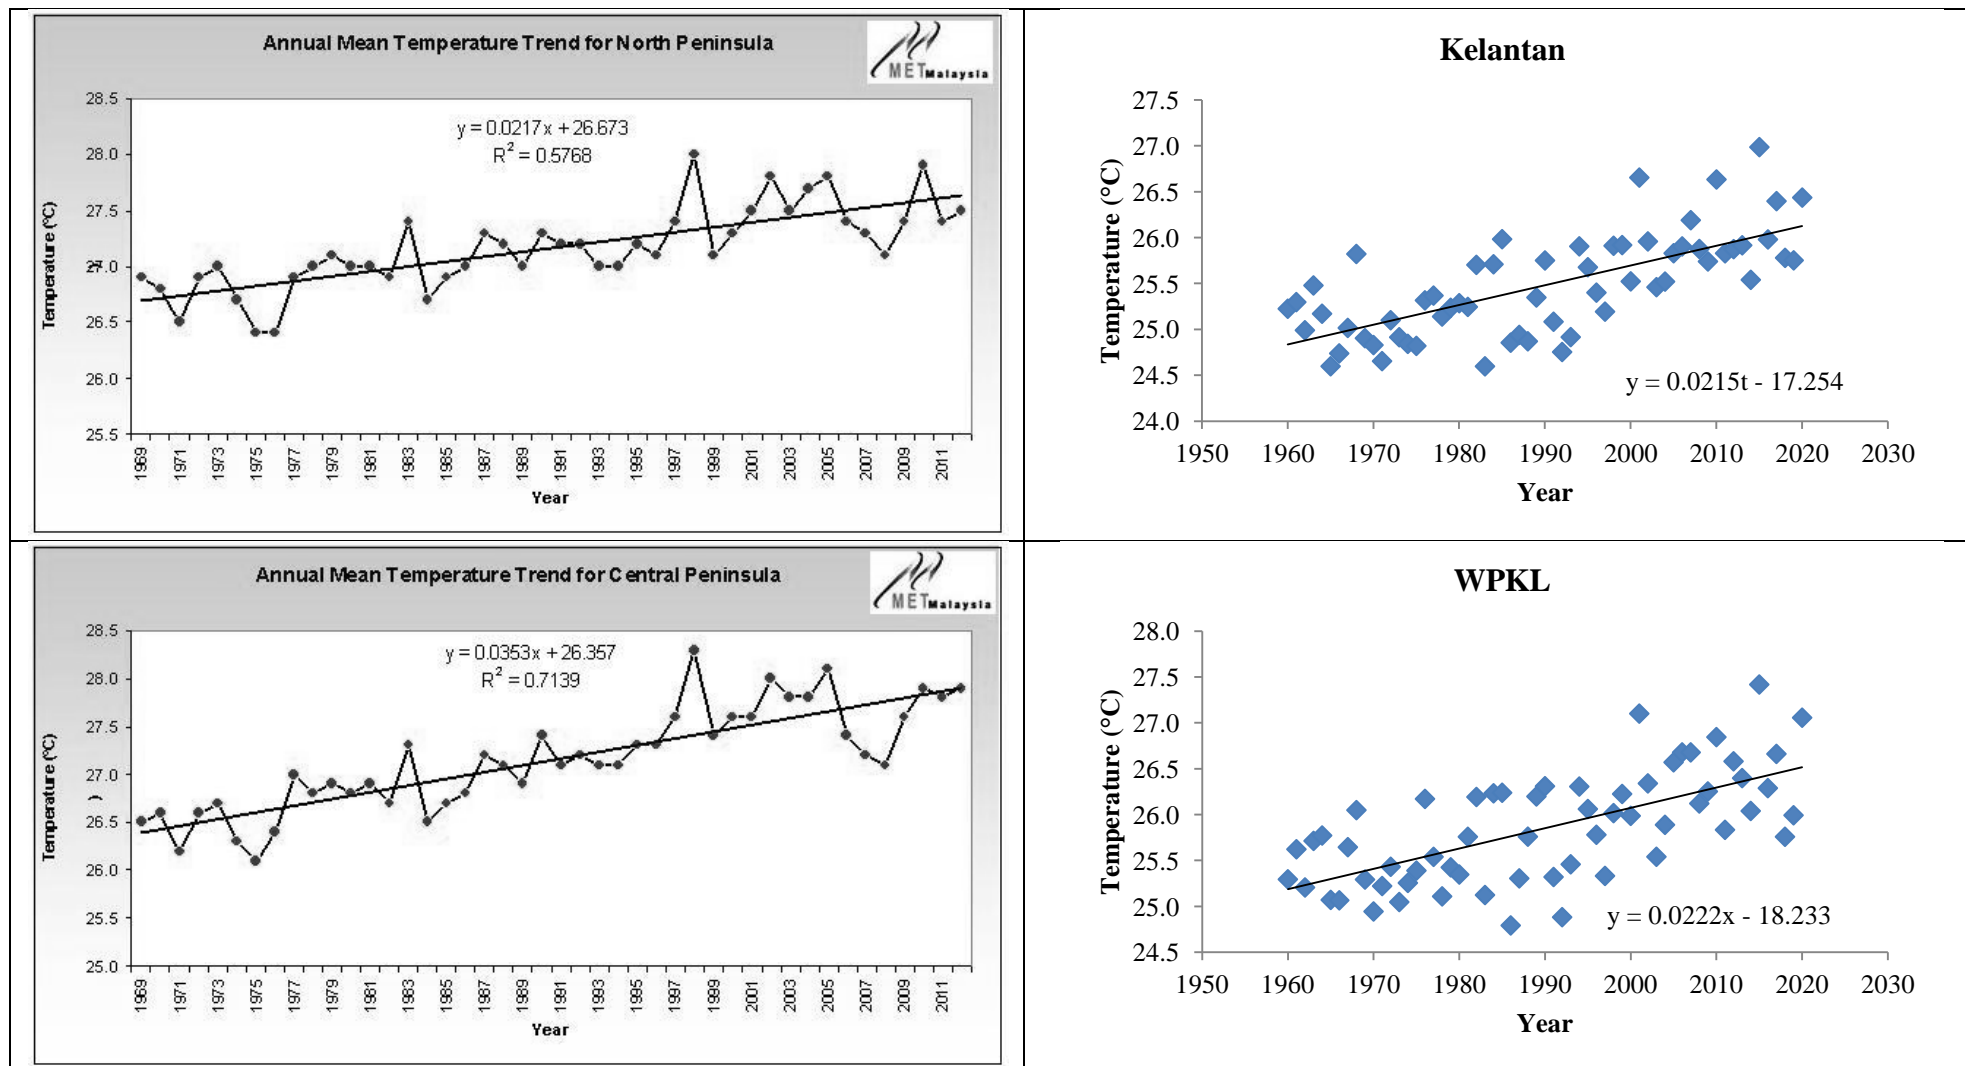 Annual Mean Temperature Trend for North Peninsula
MET Malaysia
y = 0.0217x + 26.673
R² = 0.5768
28.5
28.0
27.5
27.0
26.5
26.0
25.5
Temperature (°C)
1969 1971 1973 1975 1977 1979 1981 1983 1985 1987 1989 1991 1993 1995 1997 1999 2001 2003 2005 2007 2009 2011
Year
Kelantan
27.5
27.0
26.5
26.0
25.5
25.0
24.5
24.0
Temperature (°C)
y = 0.0215t - 17.254
1950 1960 1970 1980 1990 2000 2010 2020 2030
Year
Annual Mean Temperature Trend for Central Peninsula
MET Malaysia
y = 0.0353x + 26.357
R² = 0.7139
28.5
28.0
27.5
27.0
26.5
26.0
25.5
25.0
Temperature (°C)
1969 1971 1973 1975 1977 1979 1981 1983 1985 1987 1989 1991 1993 1995 1997 1999 2001 2003 2005 2007 2009 2011
Year
WPKL
28.0
27.5
27.0
26.5
26.0
25.5
25.0
24.5
Temperature (°C)
y = 0.0222x - 18.233
1950 1960 1970 1980 1990 2000 2010 2020 2030
Year